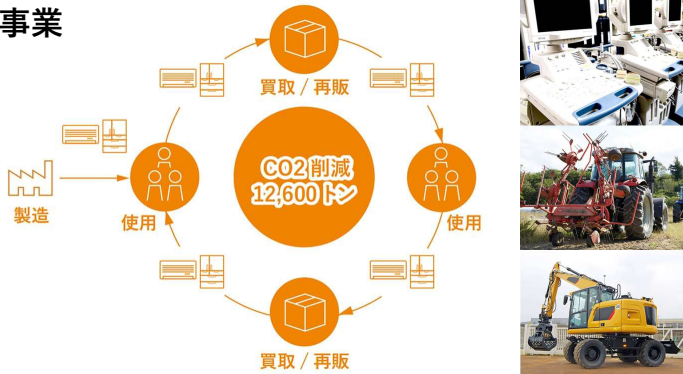 事業
買取 / 再販
CO2 削減
12,600 トン
製造
使用
使用
買取 / 再販